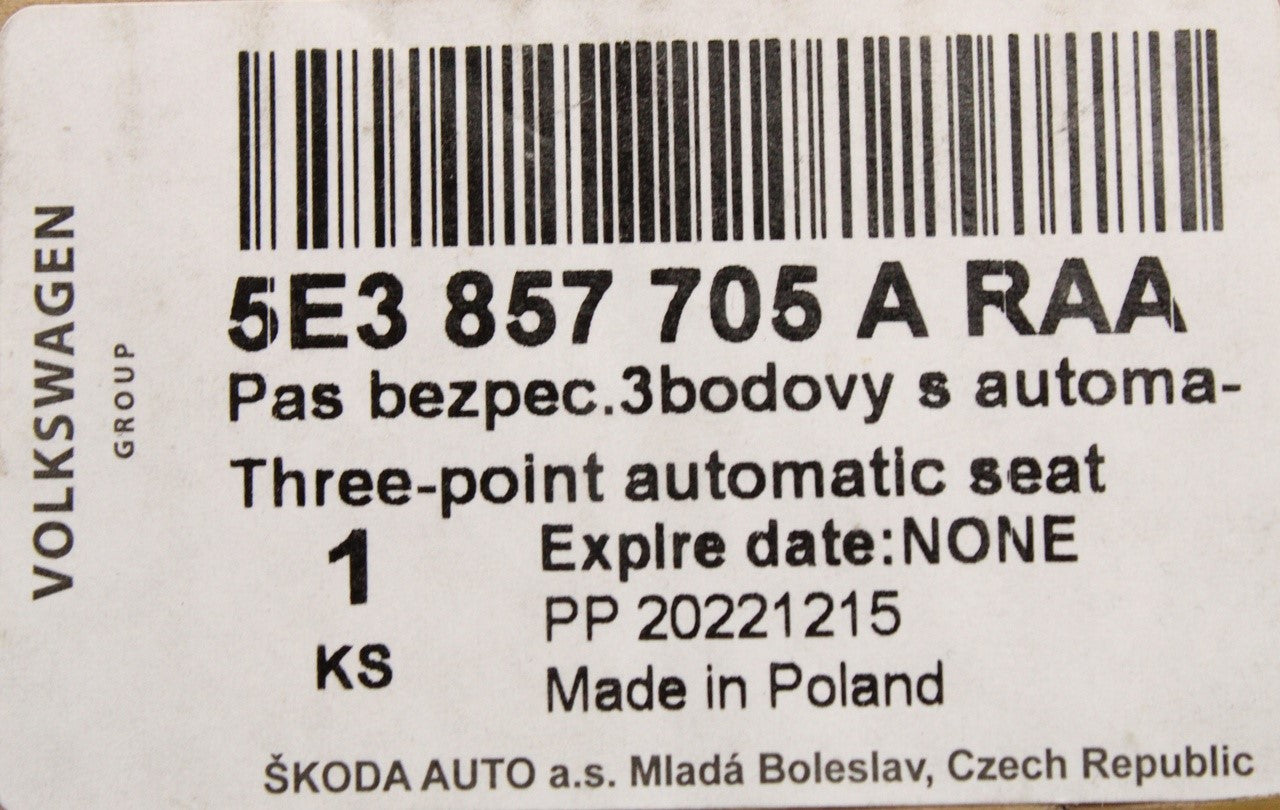 VOLKSWAGEN
GROUP
5E3 857 705 A RAA
Pas bezpec.3bodovy s automa-
Three-point automatic seat
1
KS
Expire date:NONE
PP 20221215
Made in Poland
ŠKODA AUTO a.s. Mladá Boleslav, Czech Republic